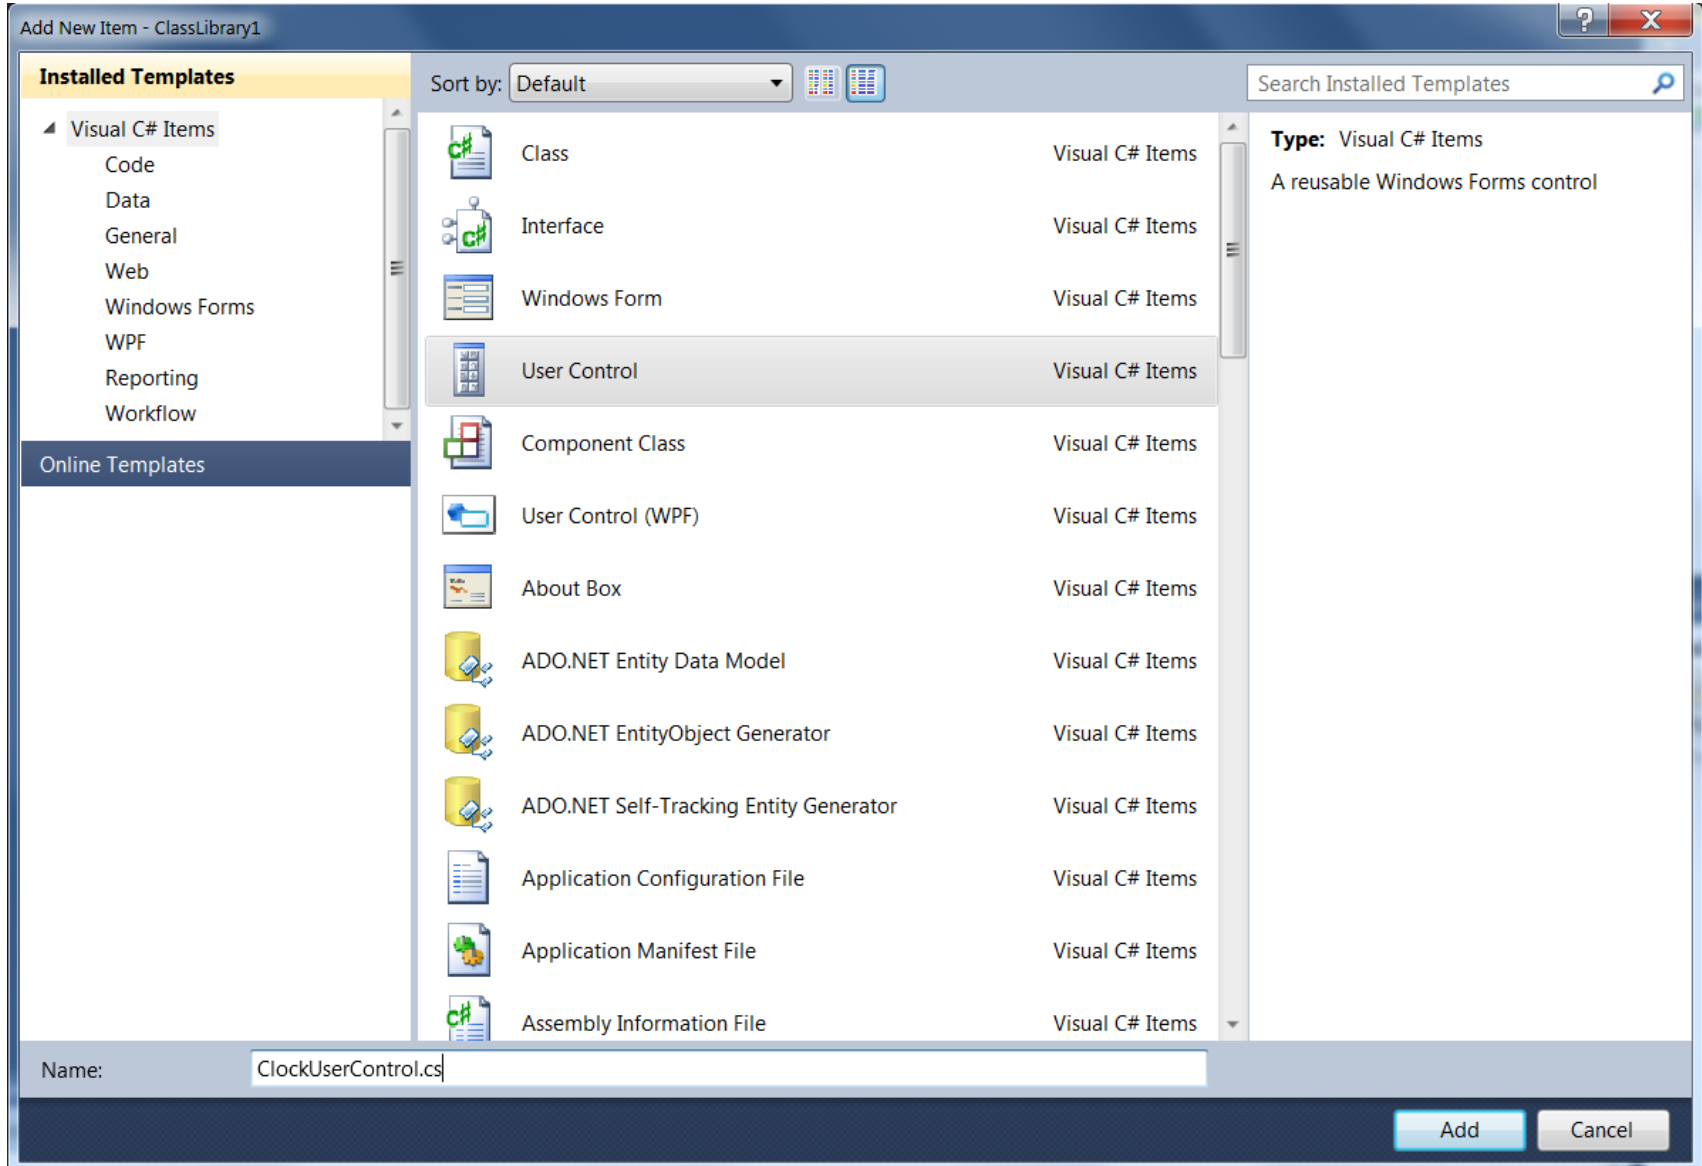 Add New Item - ClassLibrary1
Installed Templates
Sort by: Default
Search Installed Templates
Visual C# Items
Code
Data
General
Web
Windows Forms
WPF
Reporting
Workflow
Online Templates
Class Visual C# Items
Interface Visual C# Items
Windows Form Visual C# Items
User Control Visual C# Items
Component Class Visual C# Items
User Control (WPF) Visual C# Items
About Box Visual C# Items
ADO.NET Entity Data Model Visual C# Items
ADO.NET EntityObject Generator Visual C# Items
ADO.NET Self-Tracking Entity Generator Visual C# Items
Application Configuration File Visual C# Items
Application Manifest File Visual C# Items
Assembly Information File Visual C# Items
Type: Visual C# Items
A reusable Windows Forms control
Name: ClockUserControl.cs
Add Cancel